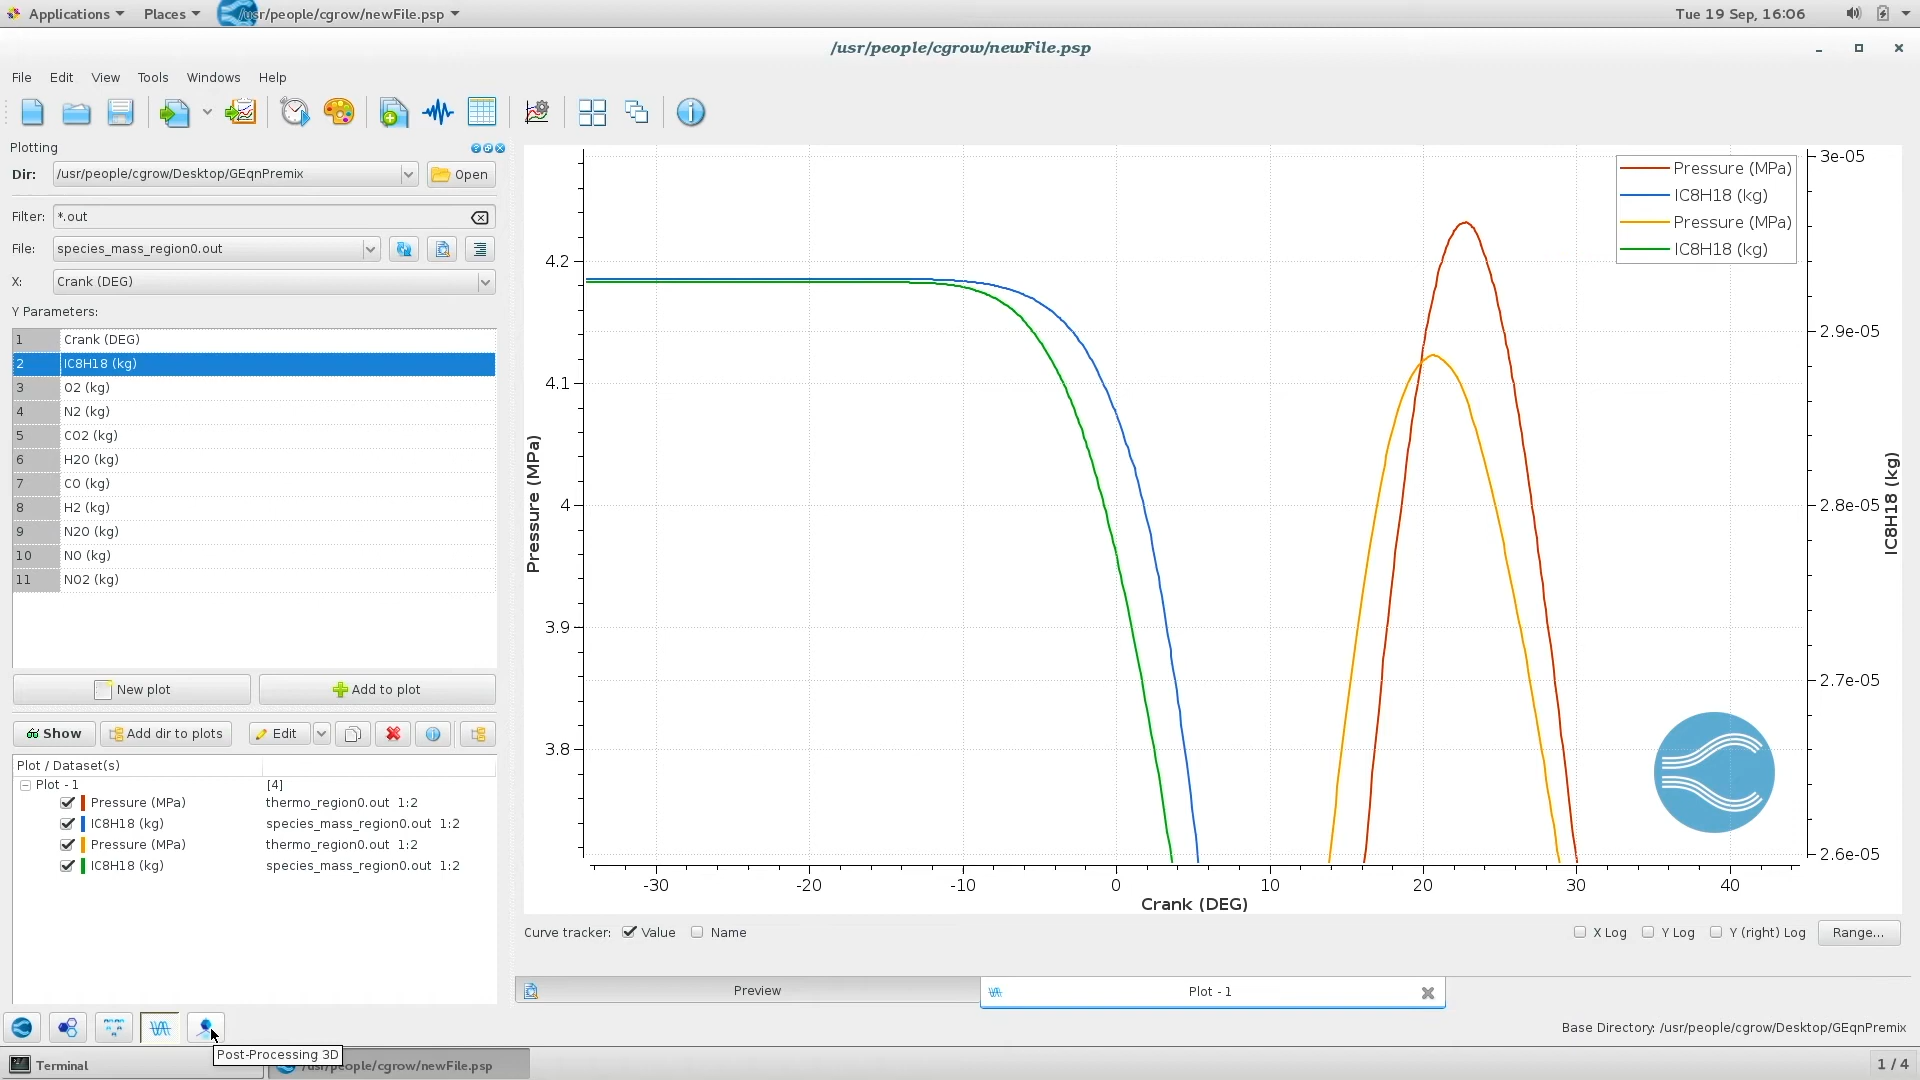 Applications Places /usr/people/cgrow/newFile.psp Tue 19 Sep, 16:06
/usr/people/cgrow/newFile.psp
File Edit View Tools Windows Help
Plotting
Dir: /usr/people/cgrow/Desktop/GEqnPremix Open
Filter: *.out
File: species_mass_region0.out
X: Crank (DEG)
Y Parameters:
1 Crank (DEG)
2 IC8H18 (kg)
3 O2 (kg)
4 N2 (kg)
5 CO2 (kg)
6 H2O (kg)
7 CO (kg)
8 H2 (kg)
9 N2O (kg)
10 NO (kg)
11 NO2 (kg)
New plot Add to plot
Show Add dir to plots Edit
Plot / Dataset(s)
Plot - 1 [4]
Pressure (MPa) thermo_region0.out 1:2
IC8H18 (kg) species_mass_region0.out 1:2
Pressure (MPa) thermo_region0.out 1:2
IC8H18 (kg) species_mass_region0.out 1:2
Pressure (MPa)
4.2
4.1
4
3.9
3.8
Pressure (MPa)
IC8H18 (kg)
Pressure (MPa)
IC8H18 (kg)
3e-05
2.9e-05
2.8e-05
2.7e-05
2.6e-05
IC8H18 (kg)
-30 -20 -10 0 10 20 30 40
Crank (DEG)
Curve tracker: Value Name X Log Y Log Y (right) Log Range...
Preview Plot - 1
Base Directory: /usr/people/cgrow/Desktop/GEqnPremix
Post-Processing 3D
Terminal /usr/people/cgrow/newFile.psp 1 / 4